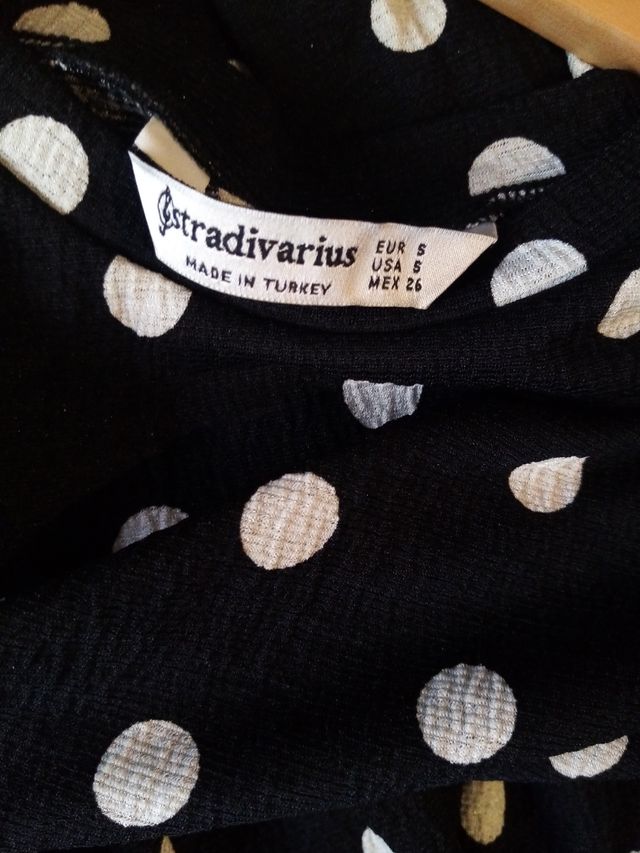 stradivarius
MADE IN TURKEY
EUR S
USA S
MEX 26